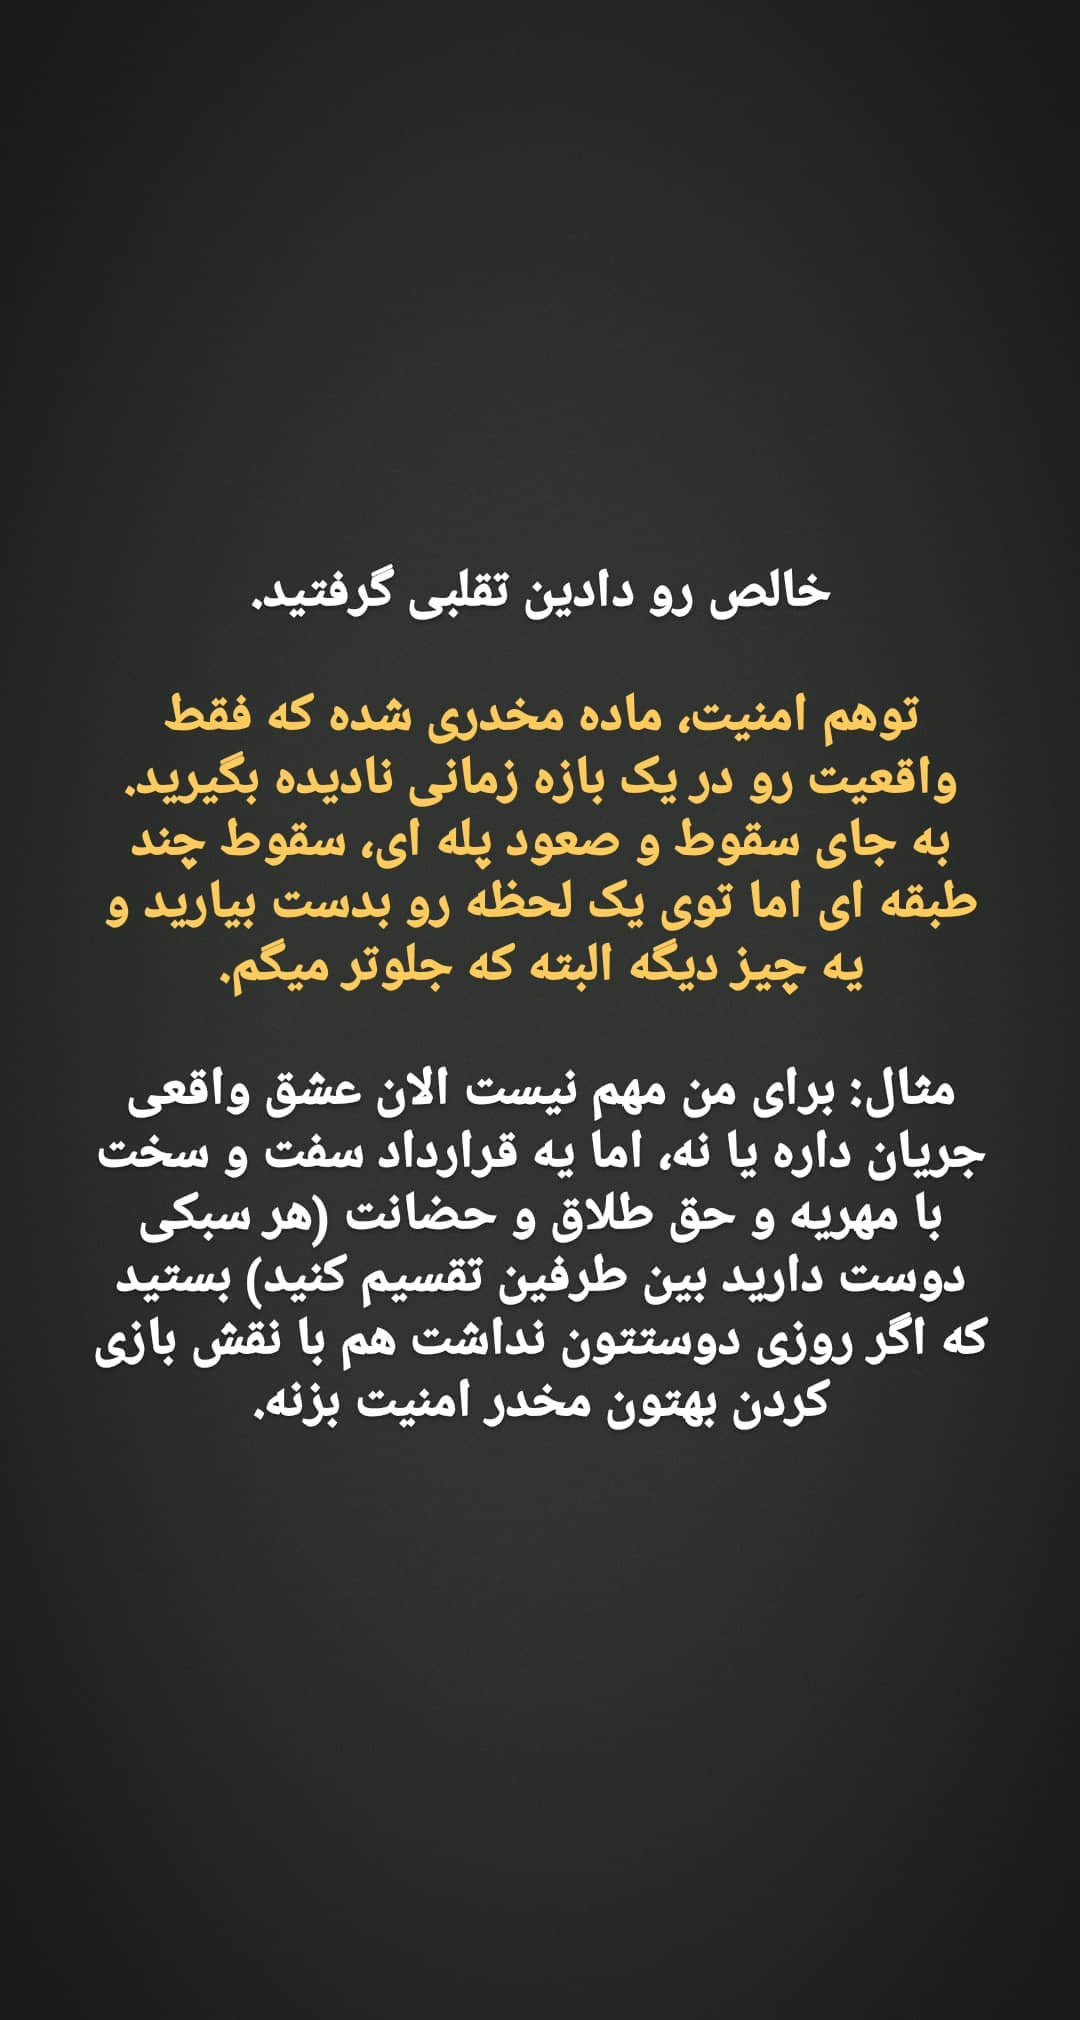 خالص رو دادین تقلبی گرفتید.
توهم امنیت، ماده مخدری شده که فقط
واقعیت رو در یک بازه زمانی نادیده بگیرید.
به جای سقوط و صعود پله ای، سقوط چند
طبقه ای اما توی یک لحظه رو بدست بیارید و
یه چیز دیگه البته که جلوتر میگم.
مثال: برای من مهم نیست الان عشق واقعی
جریان داره یا نه، اما یه قرارداد سفت و سخت
با مهریه و حق طلاق و حضانت (هر سبکی
دوست دارید بین طرفین تقسیم کنید) بستید
که اگر روزی دوستتون نداشت هم با نقش بازی
کردن بهتون مخدر امنیت بزنه.